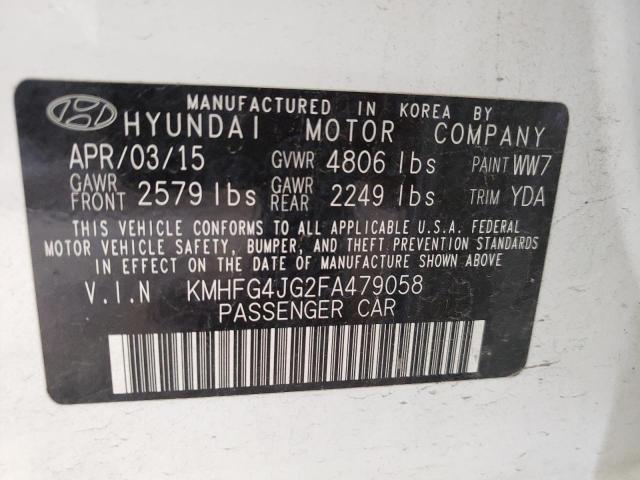 MANUFACTURED IN KOREA BY
HYUNDAI MOTOR COMPANY
APR/03/15 GVWR 4806 lbs PAINT WW7
GAWR FRONT 2579 lbs GAWR REAR 2249 lbs TRIM YDA
THIS VEHICLE CONFORMS TO ALL APPLICABLE U.S.A. FEDERAL
MOTOR VEHICLE SAFETY, BUMPER, AND THEFT PREVENTION STANDARDS
IN EFFECT ON THE DATE OF MANUFACTURE SHOWN ABOVE.
V.I.N KMHFG4JG2FA479058
PASSENGER CAR